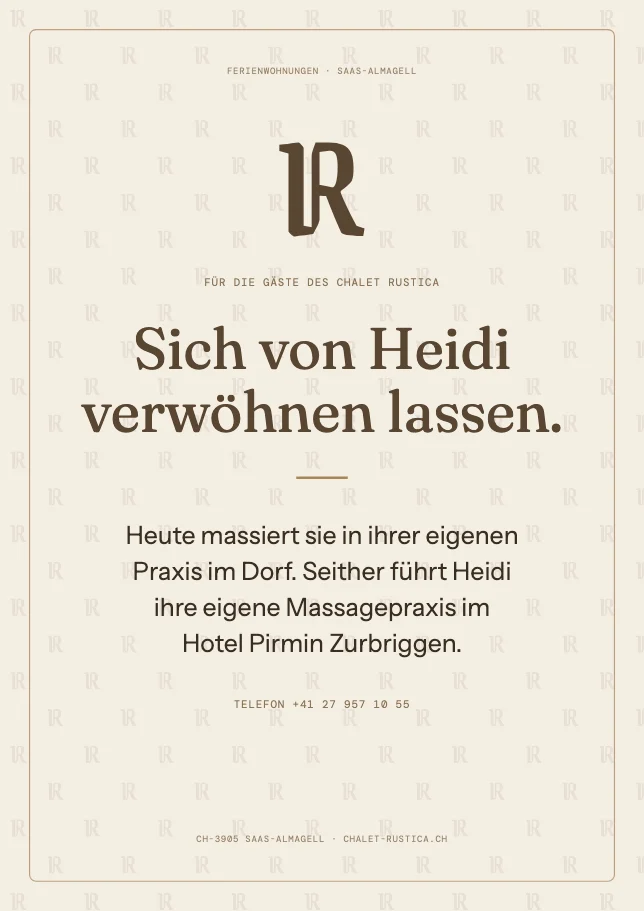 FERIENWOHNUNGEN · SAAS-ALMAGELL
R
FÜR DIE GÄSTE DES CHALET RUSTICA
Sich von Heidi
verwöhnen lassen.
Heute massiert sie in ihrer eigenen
Praxis im Dorf. Seither führt Heidi
ihre eigene Massagepraxis im
Hotel Pirmin Zurbriggen.
TELEFON +41 27 957 10 55
CH-3905 SAAS-ALMAGELL · CHALET-RUSTICA.CH